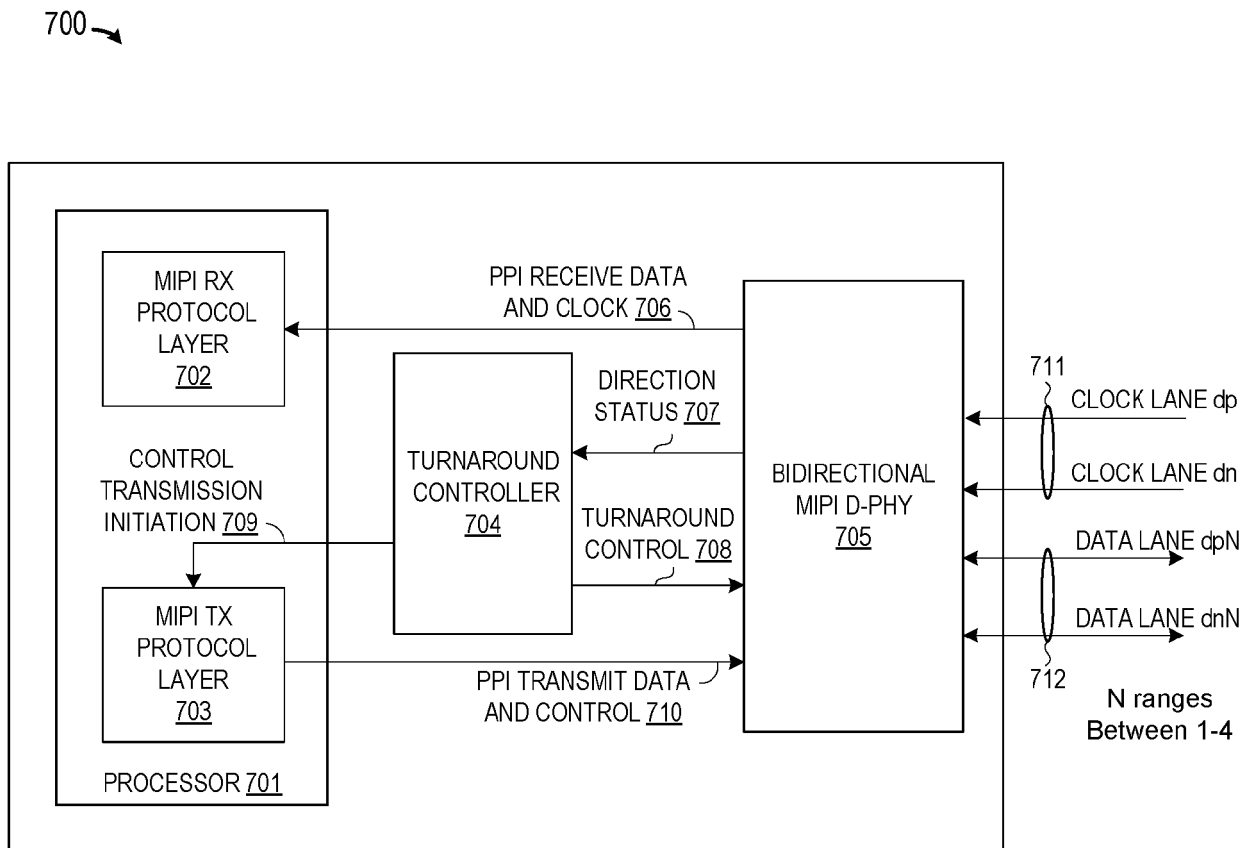 700
MIPI RX
PROTOCOL
LAYER
702
PPI RECEIVE DATA
AND CLOCK 706
DIRECTION
STATUS 707
TURNAROUND
CONTROLLER
704
CONTROL
TRANSMISSION
INITIATION 709
TURNAROUND
CONTROL 708
MIPI TX
PROTOCOL
LAYER
703
PPI TRANSMIT DATA
AND CONTROL 710
PROCESSOR 701
BIDIRECTIONAL
MIPI D-PHY
705
711
CLOCK LANE dp
CLOCK LANE dn
DATA LANE dpN
DATA LANE dnN
712
N ranges
Between 1-4